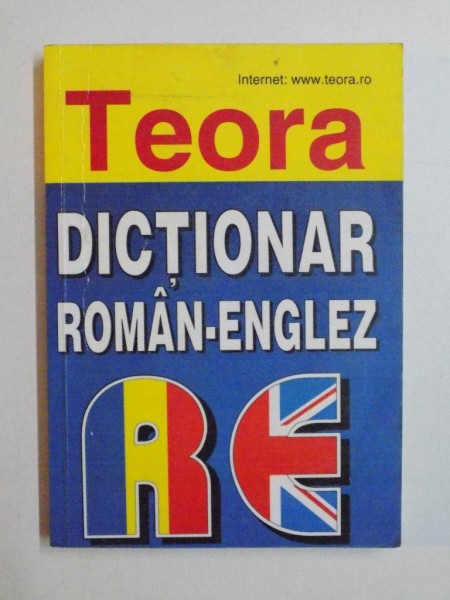 Internet: www.teora.ro
Teora
DICȚIONAR
ROMÂN-ENGLEZ
RE